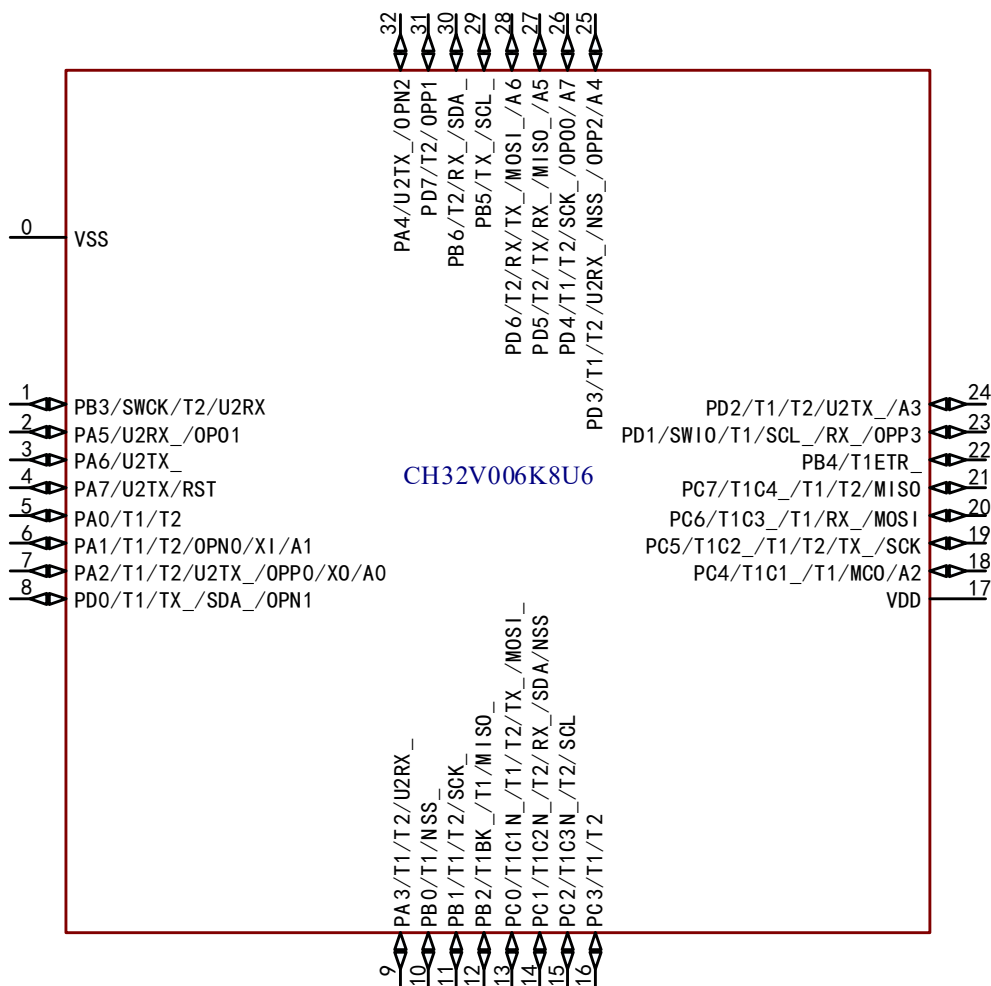 32
31
30
29
28
27
26
25
PA4/U2TX_/OPN2
PD7/T2/OPP1
PB6/T2/RX_/SDA_
PB5/TX_/SCL_
PD6/T2/RX/TX_/MOSI_/A6
PD5/T2/TX/RX_/MISO_/A5
PD4/T1/T2/SCK_/OPO0/A7
PD3/T1/T2/U2RX_/NSS_/OPP2/A4
0
VSS
1
PB3/SWCK/T2/U2RX
2
PA5/U2RX_/OPO1
3
PA6/U2TX_
4
PA7/U2TX/RST
5
PA0/T1/T2
6
PA1/T1/T2/OPN0/XI/A1
7
PA2/T1/T2/U2TX_/OPP0/XO/A0
8
PD0/T1/TX_/SDA_/OPN1
CH32V006K8U6
PD2/T1/T2/U2TX_/A3
24
PD1/SWIO/T1/SCL_/RX_/OPP3
23
PB4/T1ETR_
22
PC7/T1C4_/T1/T2/MISO
21
PC6/T1C3_/T1/RX_/MOSI
20
PC5/T1C2_/T1/T2/TX_/SCK
19
PC4/T1C1_/T1/MCO/A2
18
VDD
17
PA3/T1/T2/U2RX_
PB0/T1/NSS_
PB1/T1/T2/SCK_
PB2/T1BK_/T1/MISO_
PC0/T1C1N_/T1/T2/TX_/MOSI_
PC1/T1C2N_/T2/RX_/SDA/NSS
PC2/T1C3N_/T2/SCL
PC3/T1/T2
9
10
11
12
13
14
15
16